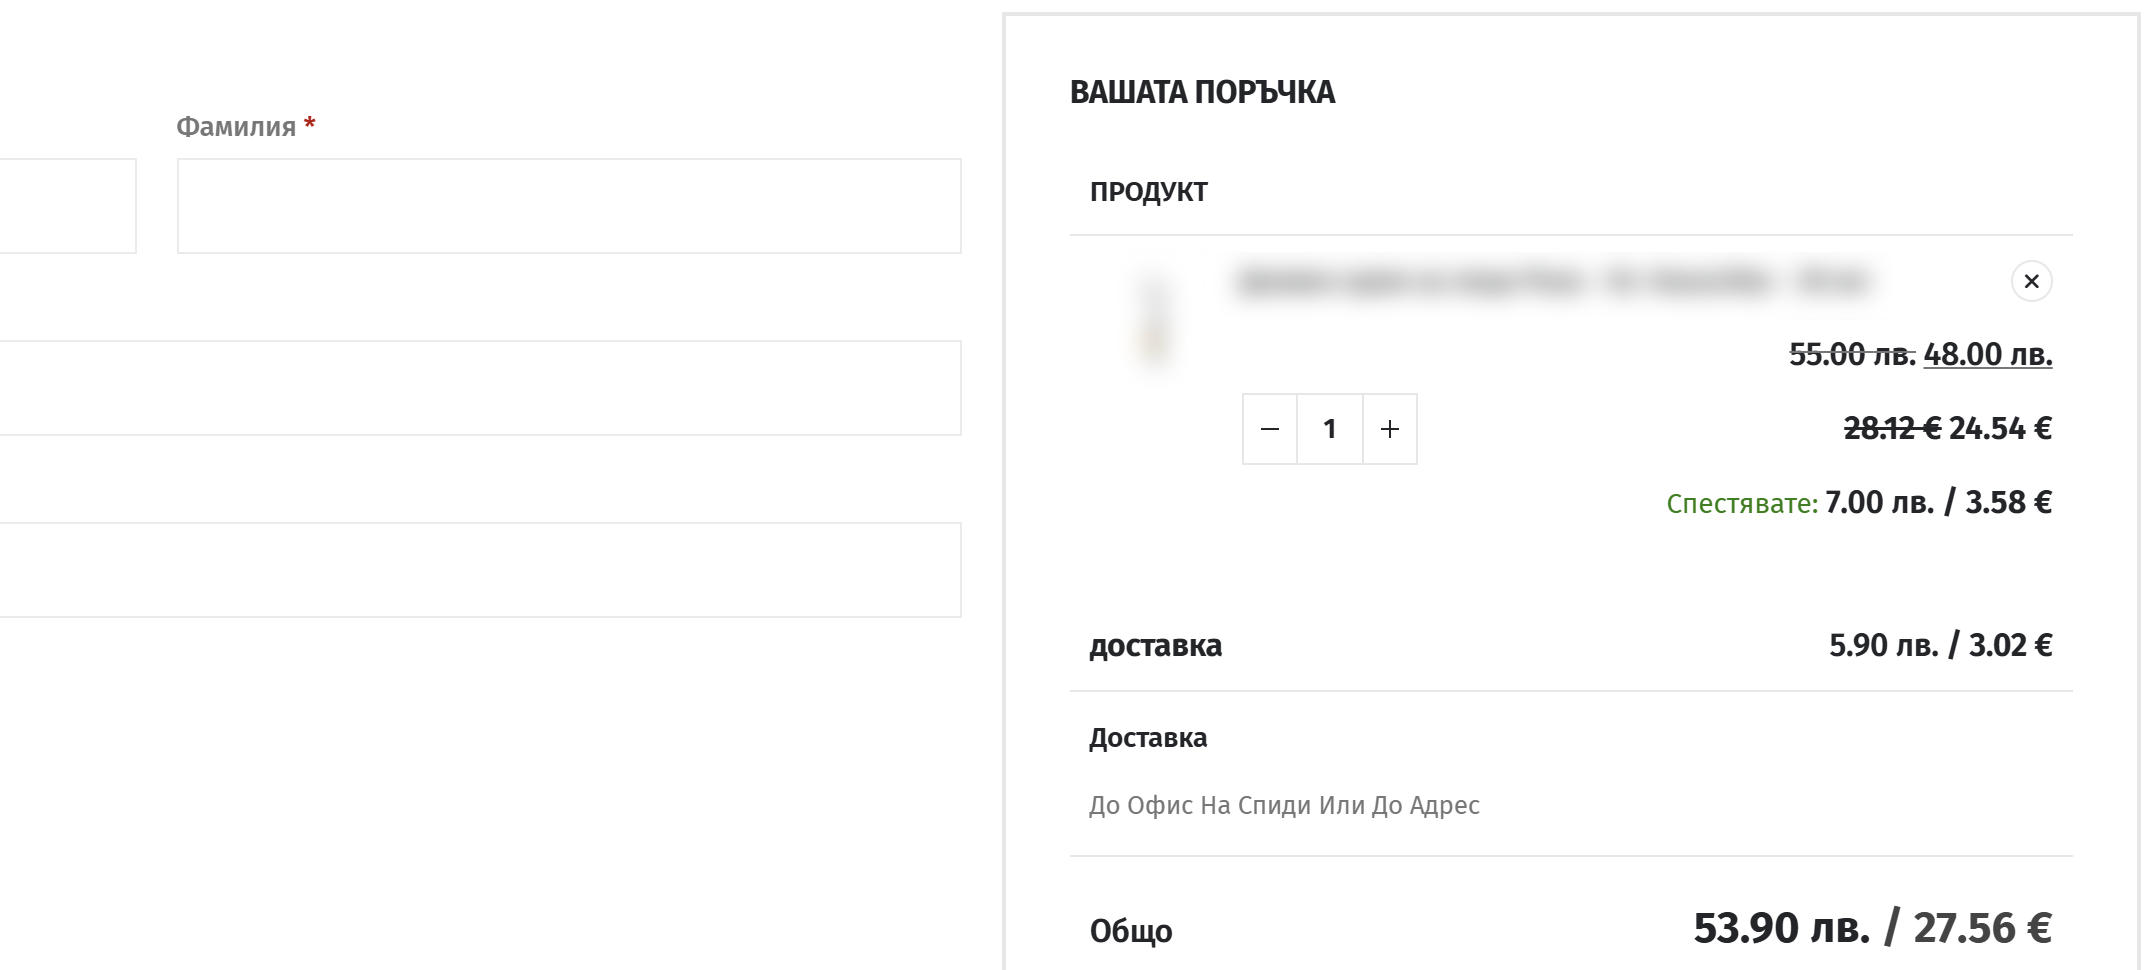 Фамилия *
ВАШАТА ПОРЪЧКА
ПРОДУКТ
55.00 лв. 48.00 лв.
1
28.12 € 24.54 €
Спестявате: 7.00 лв. / 3.58 €
доставка 5.90 лв. / 3.02 €
Доставка
До Офис На Спиди Или До Адрес
Общо 53.90 лв. / 27.56 €